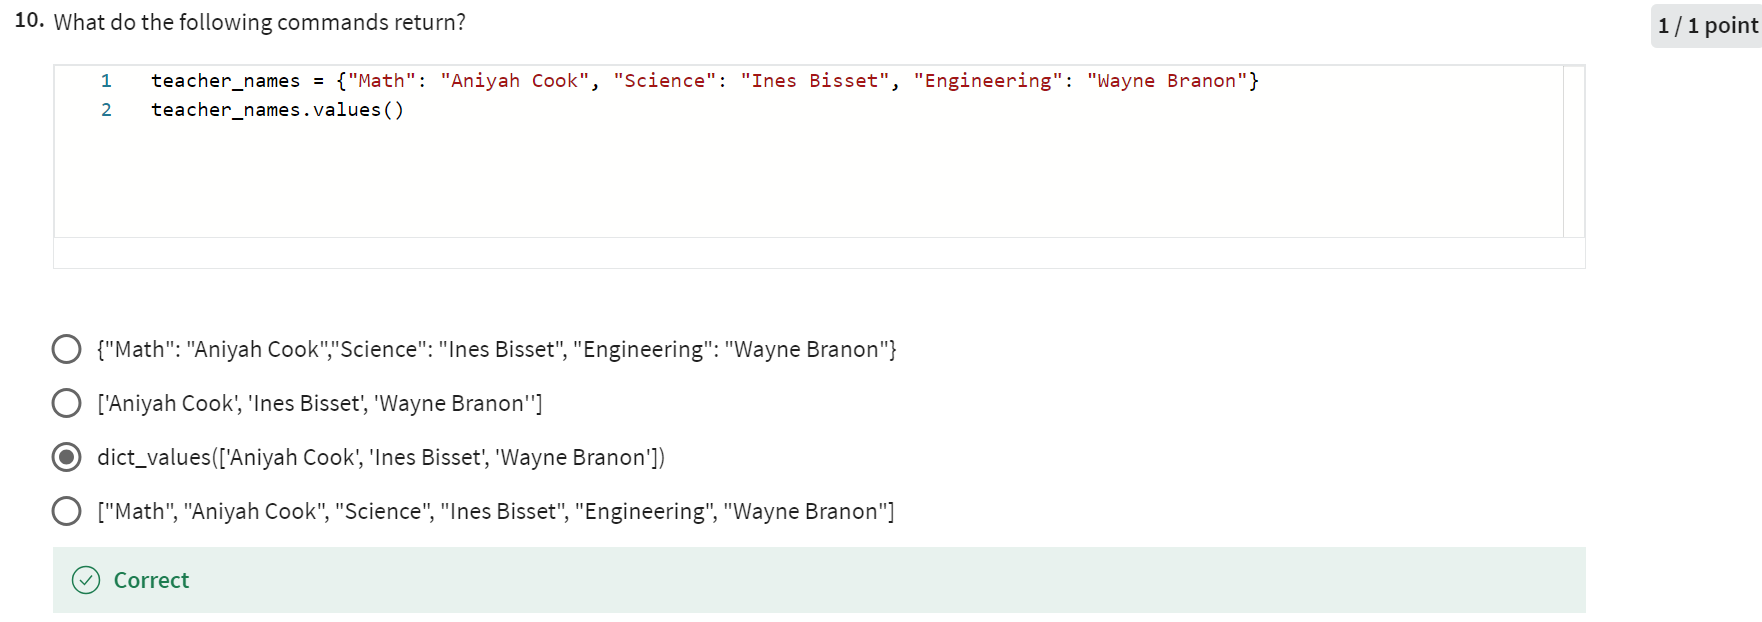 10. What do the following commands return?
1 / 1 point
1 teacher_names = {"Math": "Aniyah Cook", "Science": "Ines Bisset", "Engineering": "Wayne Branon"}
2 teacher_names.values()
{"Math": "Aniyah Cook","Science": "Ines Bisset", "Engineering": "Wayne Branon"}
['Aniyah Cook', 'Ines Bisset', 'Wayne Branon'']
dict_values(['Aniyah Cook', 'Ines Bisset', 'Wayne Branon'])
["Math", "Aniyah Cook", "Science", "Ines Bisset", "Engineering", "Wayne Branon"]
Correct